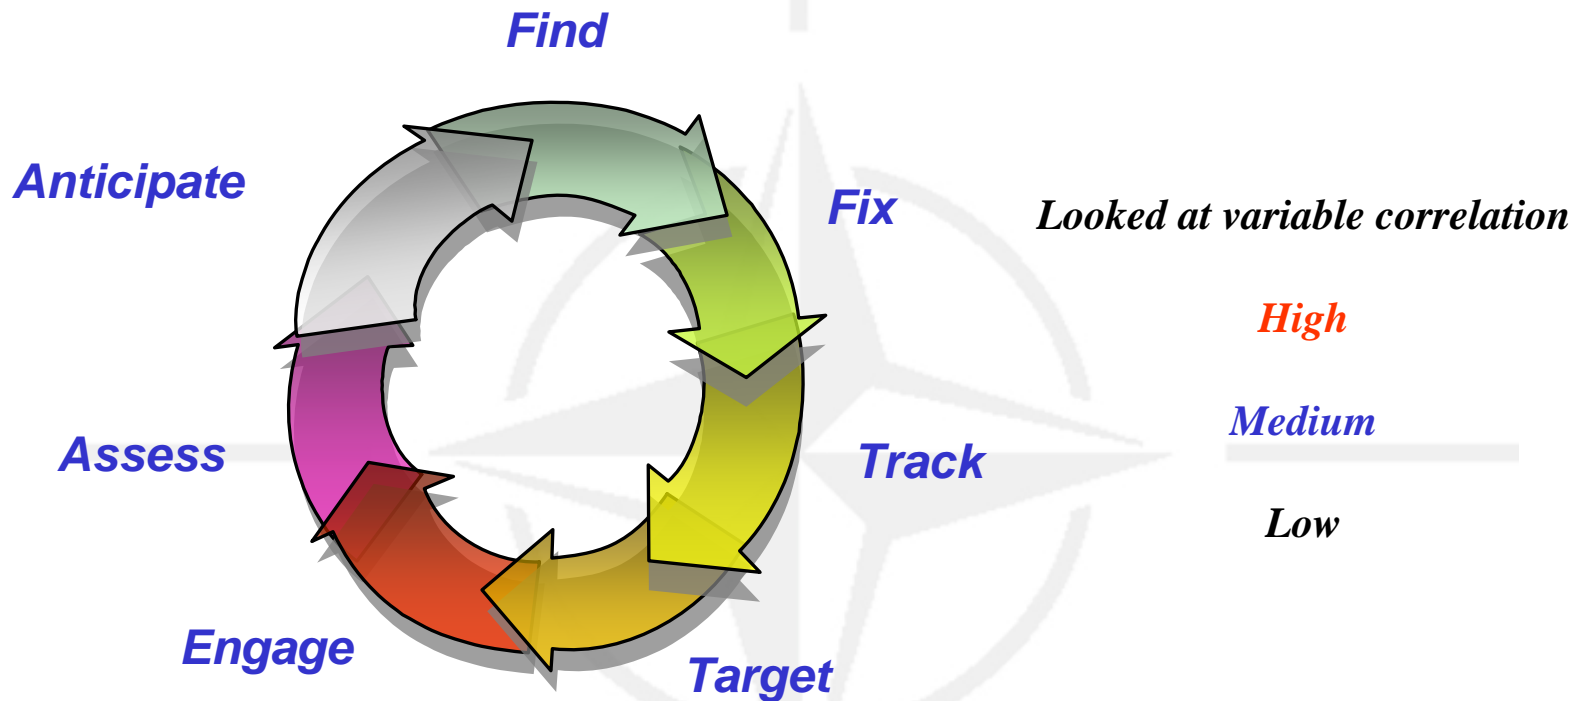 Find
Anticipate
Fix
Looked at variable correlation
High
Medium
Assess
Track
Low
Engage
Target